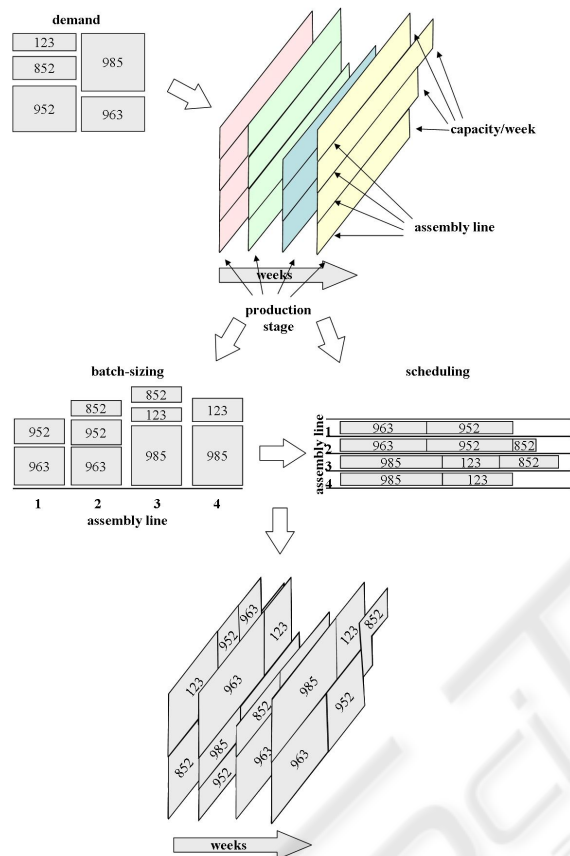 demand
123
852
952
985
963
capacity/week
assembly line
weeks
production
stage
batch-sizing
952
963
852
952
963
852
123
985
123
985
1 2 3 4
assembly line
scheduling
assembly line
1 963 952
2 963 952 852
3 985 123 852
4 985 123
123 952 963
963 123
852
985 123 852
852 985
952 963
963 952
weeks